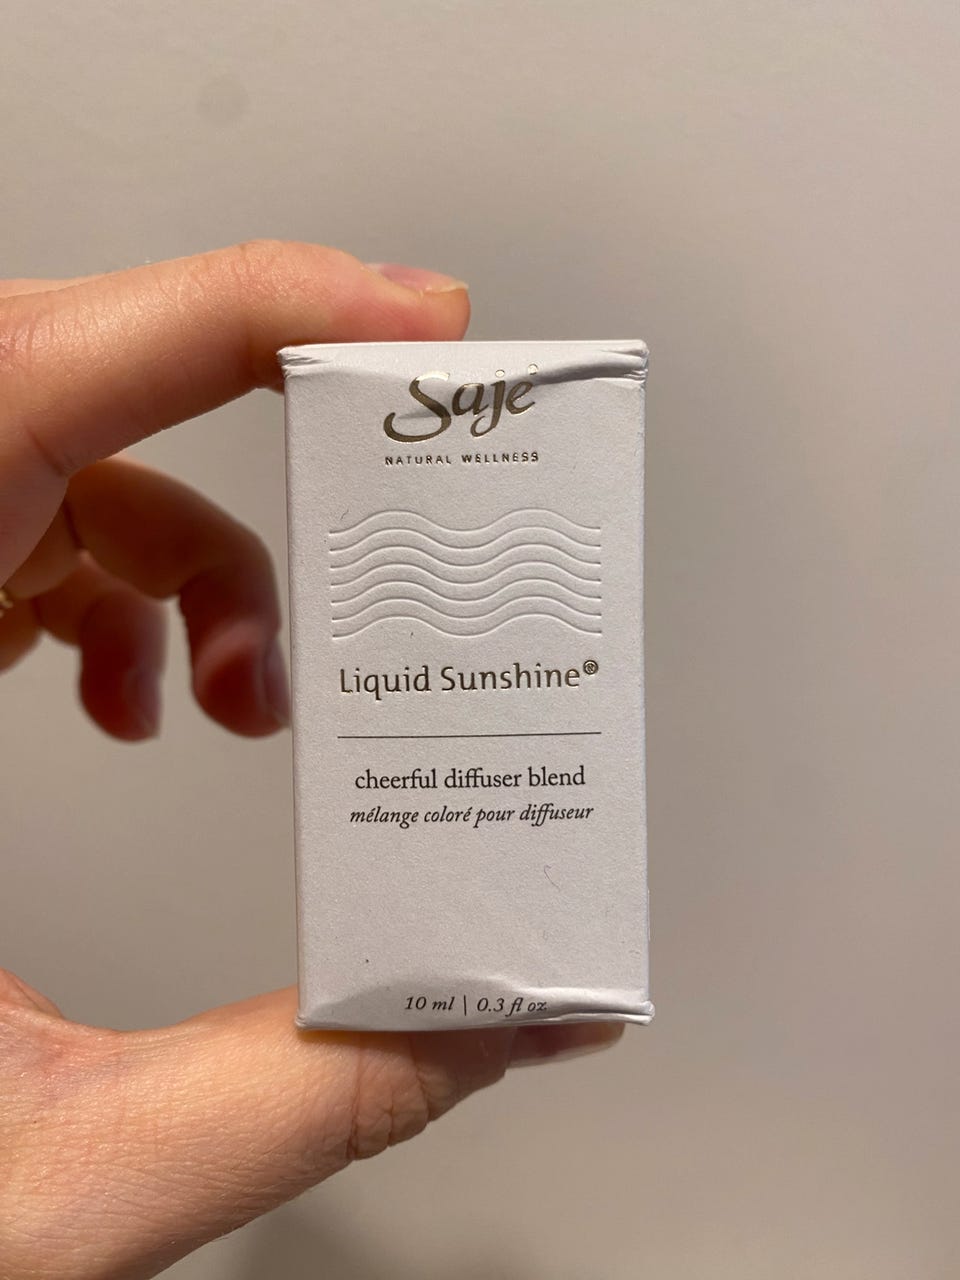 Saje
NATURAL WELLNESS
Liquid Sunshine®
cheerful diffuser blend
mélange coloré pour diffuseur
10 ml | 0.3 fl oz